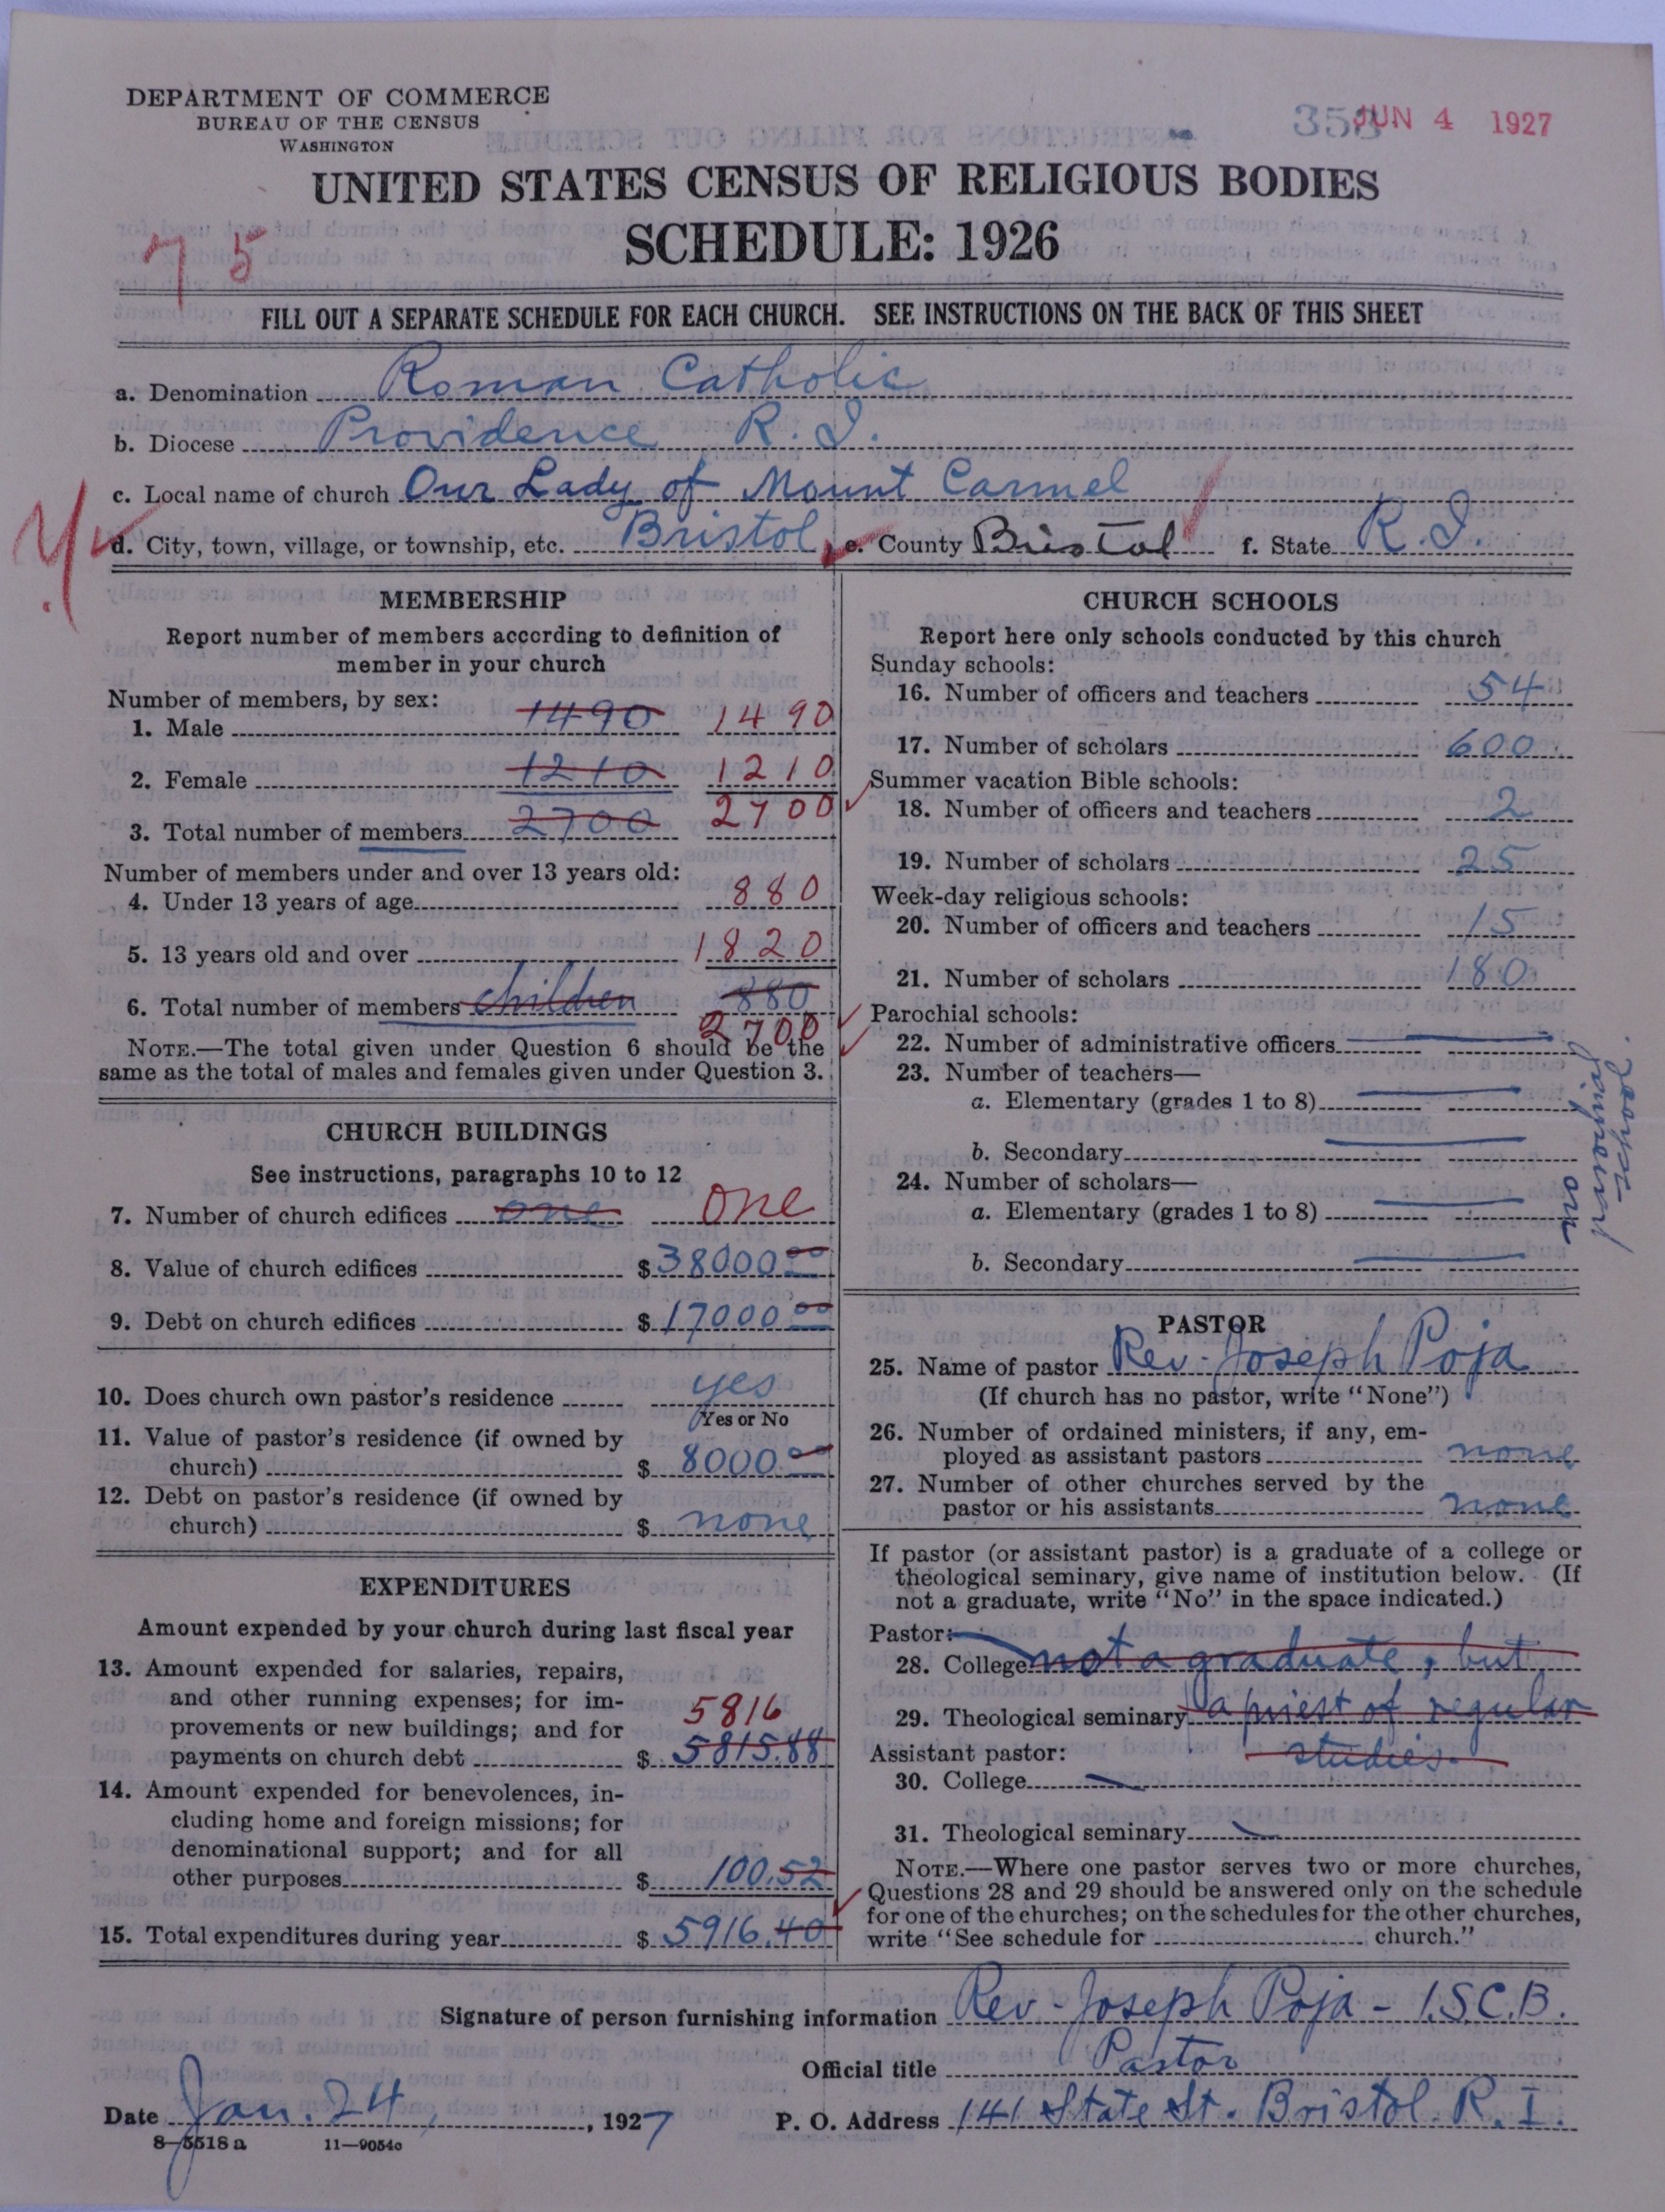 DEPARTMENT OF COMMERCE
BUREAU OF THE CENSUS
WASHINGTON
JUN 4 1927
UNITED STATES CENSUS OF RELIGIOUS BODIES
SCHEDULE: 1926
7 5
FILL OUT A SEPARATE SCHEDULE FOR EACH CHURCH. SEE INSTRUCTIONS ON THE BACK OF THIS SHEET
a. Denomination Roman Catholic
b. Diocese Providence R. I.
c. Local name of church Our Lady of Mount Carmel
d. City, town, village, or township, etc. Bristol, e. County Bristol f. State R. I.
MEMBERSHIP
Report number of members according to definition of
member in your church
Number of members, by sex:
1. Male 1490 1490
2. Female 1210 1210
3. Total number of members 2700 2700
Number of members under and over 13 years old:
4. Under 13 years of age 880
5. 13 years old and over 1820
6. Total number of members children 880
2700
NOTE.—The total given under Question 6 should be the
same as the total of males and females given under Question 3.
CHURCH BUILDINGS
See instructions, paragraphs 10 to 12
7. Number of church edifices one one
8. Value of church edifices $ 38000.00
9. Debt on church edifices $ 17000.00
10. Does church own pastor's residence yes
Yes or No
11. Value of pastor's residence (if owned by
church) $ 8000.00
12. Debt on pastor's residence (if owned by
church) $ none
EXPENDITURES
Amount expended by your church during last fiscal year
13. Amount expended for salaries, repairs,
and other running expenses; for im-
provements or new buildings; and for 5816
payments on church debt $ 5815.88
14. Amount expended for benevolences, in-
cluding home and foreign missions; for
denominational support; and for all
other purposes $ 100.52
15. Total expenditures during year $ 5916.40
CHURCH SCHOOLS
Report here only schools conducted by this church
Sunday schools:
16. Number of officers and teachers 54
17. Number of scholars 600
Summer vacation Bible schools:
18. Number of officers and teachers 2
19. Number of scholars 25
Week-day religious schools:
20. Number of officers and teachers 15
21. Number of scholars 180
Parochial schools:
22. Number of administrative officers
23. Number of teachers—
a. Elementary (grades 1 to 8)
b. Secondary
24. Number of scholars—
a. Elementary (grades 1 to 8)
b. Secondary
no parochial
school.
PASTOR
25. Name of pastor Rev. Joseph Poja
(If church has no pastor, write "None")
26. Number of ordained ministers, if any, em-
ployed as assistant pastors none
27. Number of other churches served by the
pastor or his assistants none
If pastor (or assistant pastor) is a graduate of a college or
theological seminary, give name of institution below. (If
not a graduate, write "No" in the space indicated.)
Pastor:
28. College not a graduate, but
29. Theological seminary a priest of regular
Assistant pastor: studies.
30. College
31. Theological seminary
NOTE.—Where one pastor serves two or more churches,
Questions 28 and 29 should be answered only on the schedule
for one of the churches; on the schedules for the other churches,
write "See schedule for church."
Signature of person furnishing information Rev. Joseph Poja - I.S.C.B.
Official title Pastor
Date Jan. 24, 1927 P. O. Address 141 State St. Bristol R. I.
8—5518 a 11—9054c